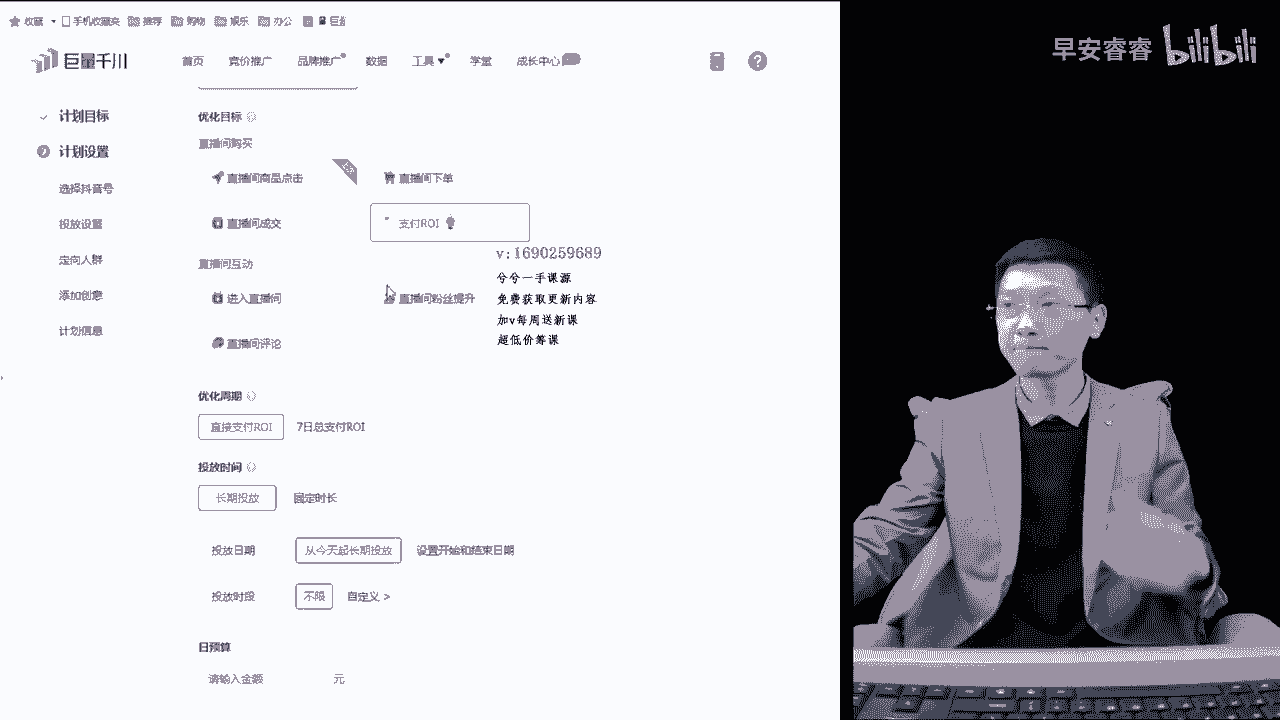 收藏 手机收藏夹 推荐 购物 娱乐 办公
巨量千川 首页 竞价推广 品牌推广 数据 工具 学堂 成长中心
早安睿睿 bilibili
计划目标
计划设置
选择抖音号
投放设置
定向人群
添加创意
计划信息
优化目标
直播间购买
直播间商品点击 直播间下单
直播间成交 支付ROI
直播间互动
进入直播间 直播间粉丝提升
直播间评论
v:1690259689
兮兮一手课源
免费获取更新内容
加v每周送新课
超低价筹课
优化周期
直接支付ROI 7日总支付ROI
投放时间
长期投放 固定时长
投放日期 从今天起长期投放 设置开始和结束日期
投放时段 不限 自定义 >
日预算
请输入金额 元